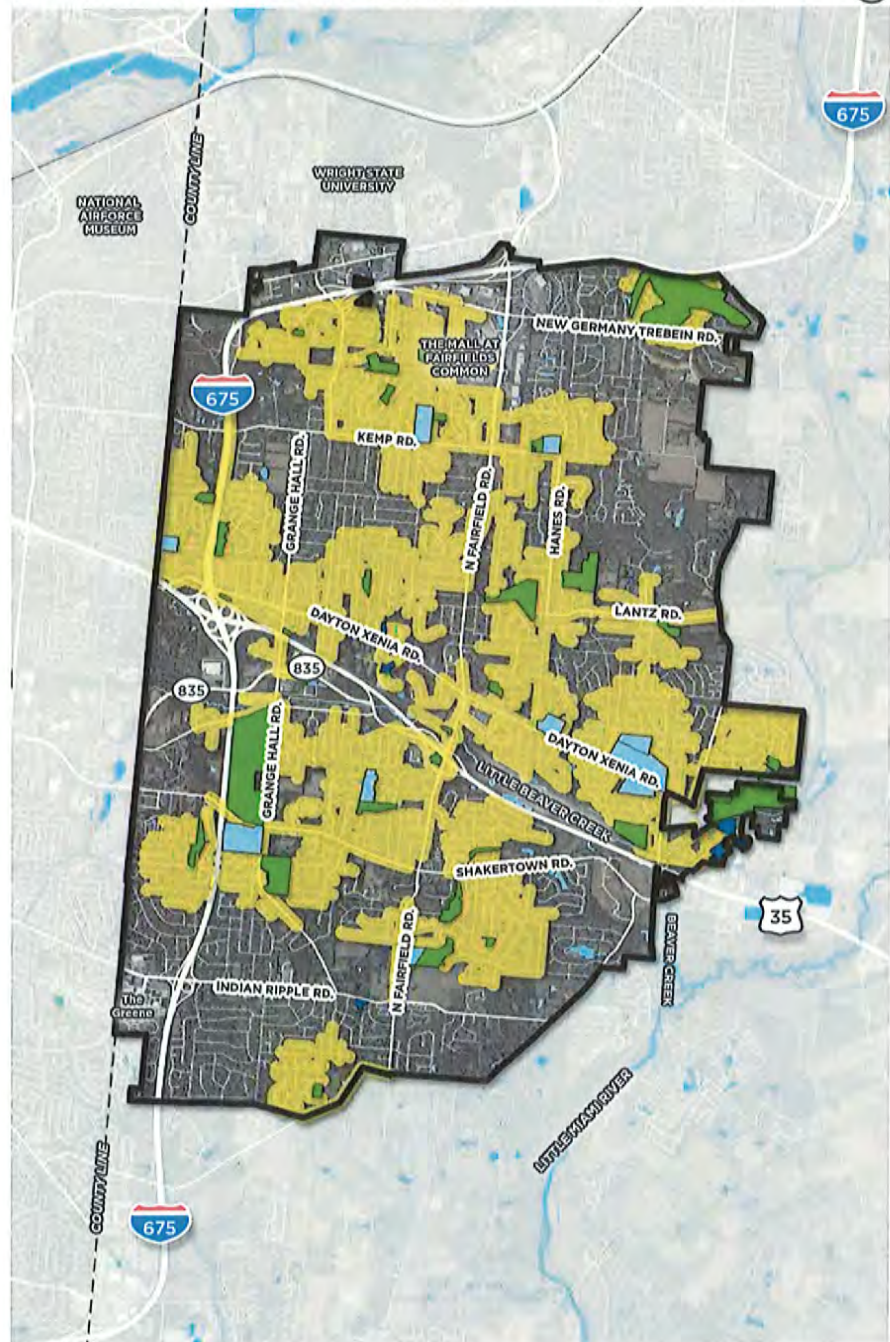 675
COUNTY LINE
WRIGHT STATE
UNIVERSITY
NATIONAL
AIRFORCE
MUSEUM
NEW GERMANY TREBEIN RD.
THE MALL AT
FAIRFIELDS
COMMON
675
KEMP RD.
GRANGE HALL RD.
N FAIRFIELD RD.
HANES RD.
LANTZ RD.
DAYTON XENIA RD.
835
835
GRANGE HALL RD.
DAYTON XENIA RD.
LITTLE BEAVER CREEK
SHAKERTOWN RD.
35
N FAIRFIELD RD.
BEAVER CREEK
INDIAN RIPPLE RD.
The
Greene
LITTLE MIAMI RIVER
COUNTY LINE
675